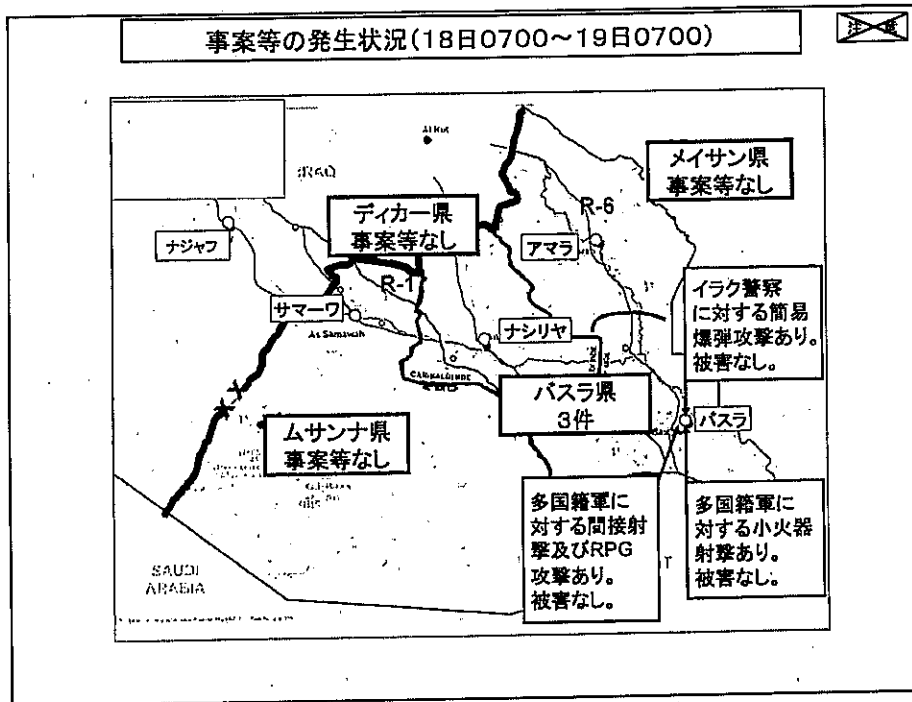 事案等の発生状況(18日0700～19日0700)
注意
Al Kut
IRAQ
メイサン県
事案等なし
R-6
ディカー県
事案等なし
ナジャフ
アマラ
R-1
イラク警察
に対する簡易
爆弾攻撃あり。
被害なし。
サマーワ
As Samawah
ナシリヤ
バスラ県
3件
バスラ
ムサンナ県
事案等なし
多国籍軍に
対する間接射
撃及びRPG
攻撃あり。
被害なし。
多国籍軍に
対する小火器
射撃あり。
被害なし。
SAUDI
ARABIA